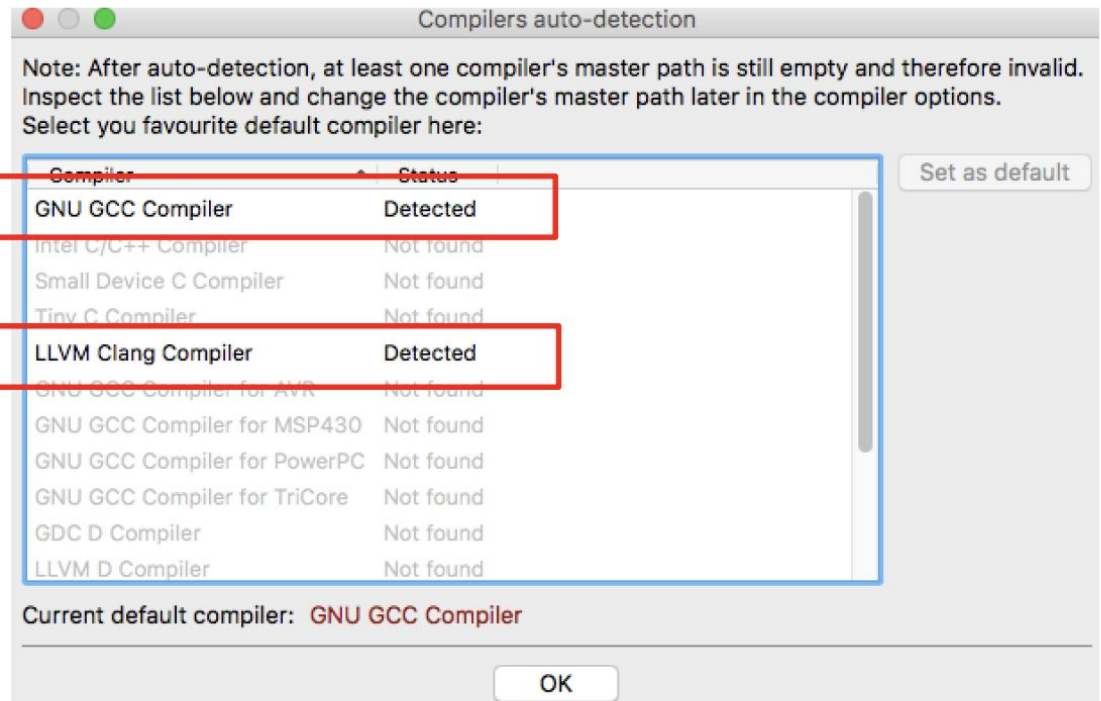 Compilers auto-detection
Note: After auto-detection, at least one compiler's master path is still empty and therefore invalid.
Inspect the list below and change the compiler's master path later in the compiler options.
Select you favourite default compiler here:
Compiler Status
Set as default
GNU GCC Compiler Detected
Intel C/C++ Compiler Not found
Small Device C Compiler Not found
Tiny C Compiler Not found
LLVM Clang Compiler Detected
GNU GCC Compiler for AVR Not found
GNU GCC Compiler for MSP430 Not found
GNU GCC Compiler for PowerPC Not found
GNU GCC Compiler for TriCore Not found
GDC D Compiler Not found
LLVM D Compiler Not found
Current default compiler: GNU GCC Compiler
OK